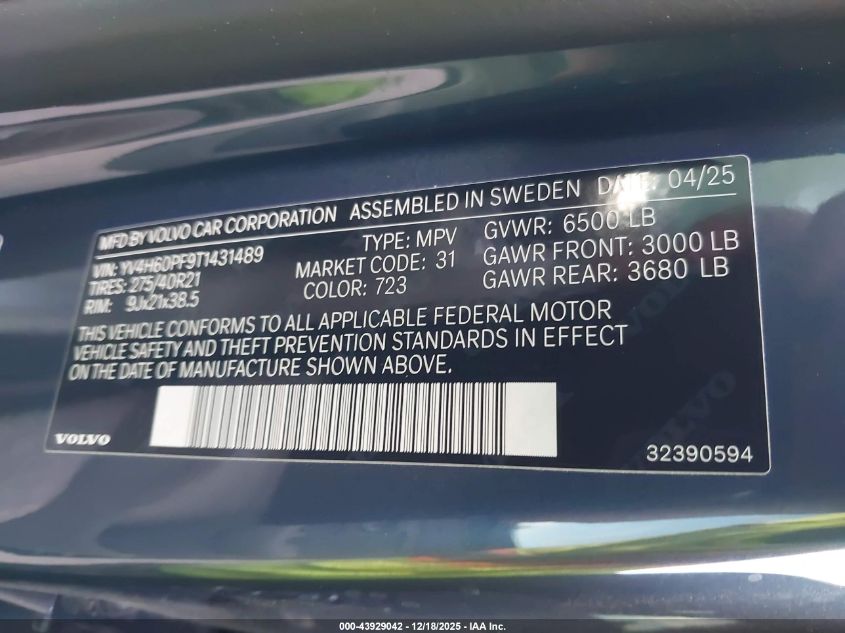 MFD BY VOLVO CAR CORPORATION ASSEMBLED IN SWEDEN DATE: 04/25
VIN: YV4H60PF9T1431489 TYPE: MPV GVWR: 6500 LB
TIRES: 275/40R21 MARKET CODE: 31 GAWR FRONT: 3000 LB
RIM: 9Jx21x38.5 COLOR: 723 GAWR REAR: 3680 LB
THIS VEHICLE CONFORMS TO ALL APPLICABLE FEDERAL MOTOR
VEHICLE SAFETY AND THEFT PREVENTION STANDARDS IN EFFECT
ON THE DATE OF MANUFACTURE SHOWN ABOVE.
VOLVO
32390594
000-43929042 - 12/18/2025 - IAA Inc.